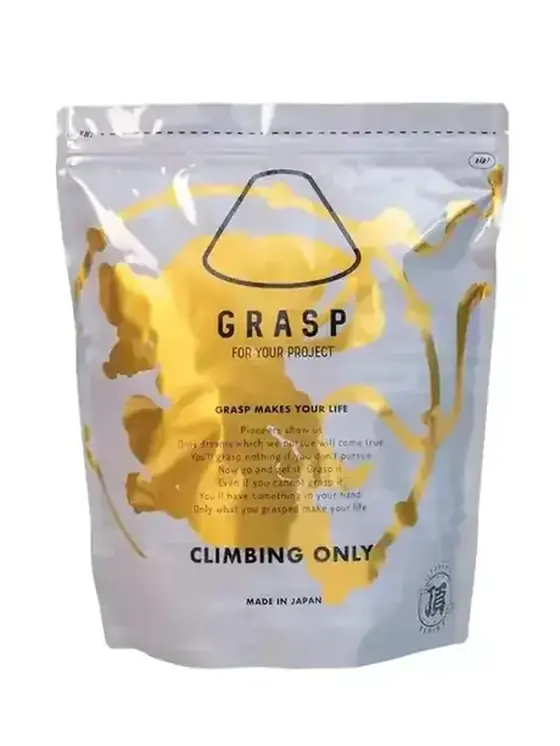 GRASP
FOR YOUR PROJECT
GRASP MAKES YOUR LIFE
Pioneers show us
Only dreams which we pursue will come true
You'll grasp nothing if you don't pursue
Now go and get it. Grasp it
Even if you cannot grasp it,
You'll have something in your hand
Only what you grasped make your life
CLIMBING ONLY
MADE IN JAPAN
頂